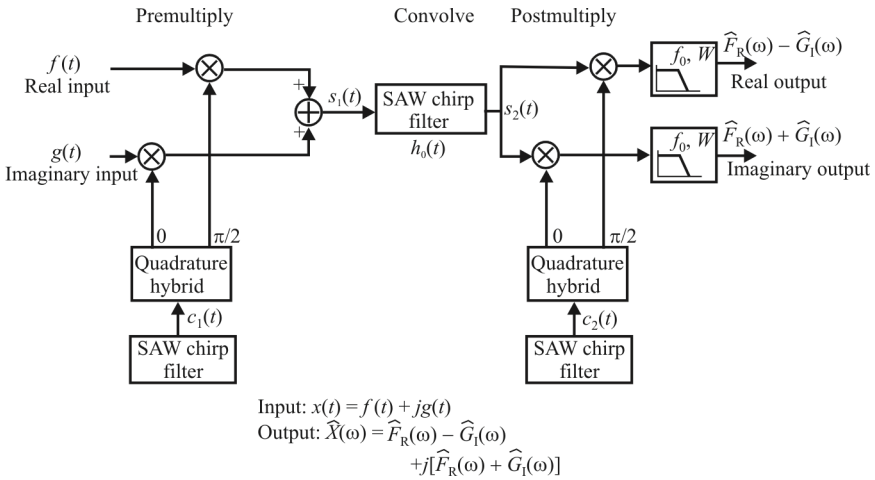 Premultiply
Convolve
Postmultiply
f(t)
Real input
+
s₁(t)
SAW chirp
filter
h₀(t)
s₂(t)
f₀, W
F̂_R(ω) − Ĝ_I(ω)
Real output
g(t)
Imaginary input
+
f₀, W
F̂_R(ω) + Ĝ_I(ω)
Imaginary output
0
π/2
Quadrature
hybrid
c₁(t)
SAW chirp
filter
0
π/2
Quadrature
hybrid
c₂(t)
SAW chirp
filter
Input: x(t) = f(t) + jg(t)
Output: X̂(ω) = F̂_R(ω) − Ĝ_I(ω)
+j[F̂_R(ω) + Ĝ_I(ω)]